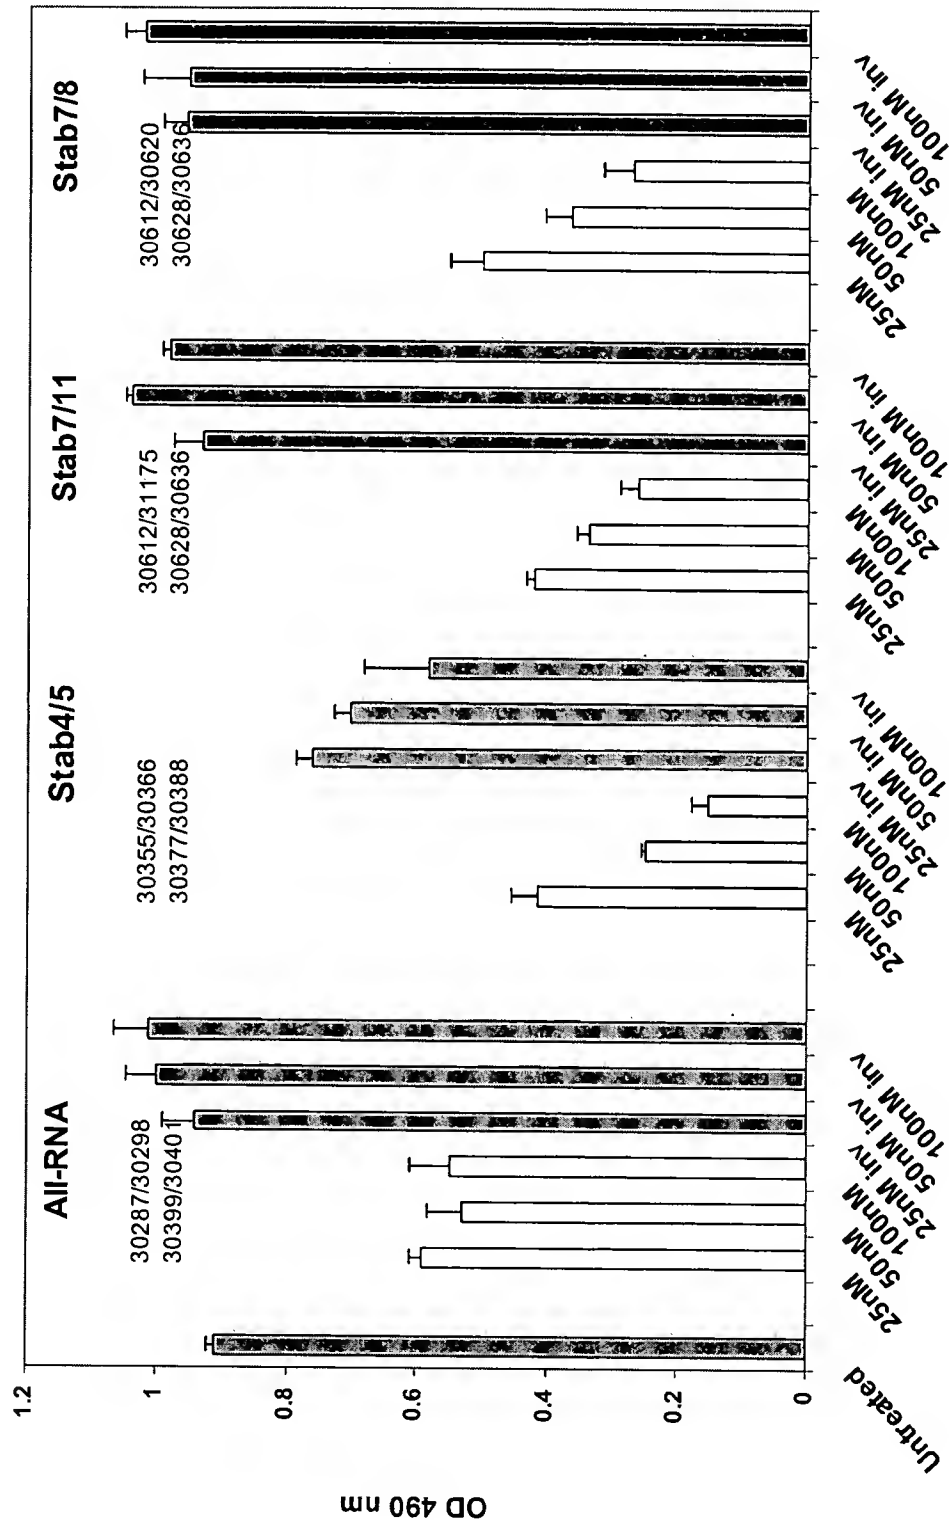 All-RNA
Stab4/5
Stab7/11
Stab7/8
30287/30298
30399/30401
30355/30366
30377/30388
30612/31175
30628/30636
30612/30620
30628/30636
OD 490 nm
1.2
1
0.8
0.6
0.4
0.2
0
Untreated
25nM
50nM
100nM
25nM inv
50nM inv
100nM inv
25nM
50nM
100nM
25nM inv
50nM inv
100nM inv
25nM
50nM
100nM
25nM inv
50nM inv
100nM inv
25nM
50nM
100nM
25nM inv
50nM inv
100nM inv